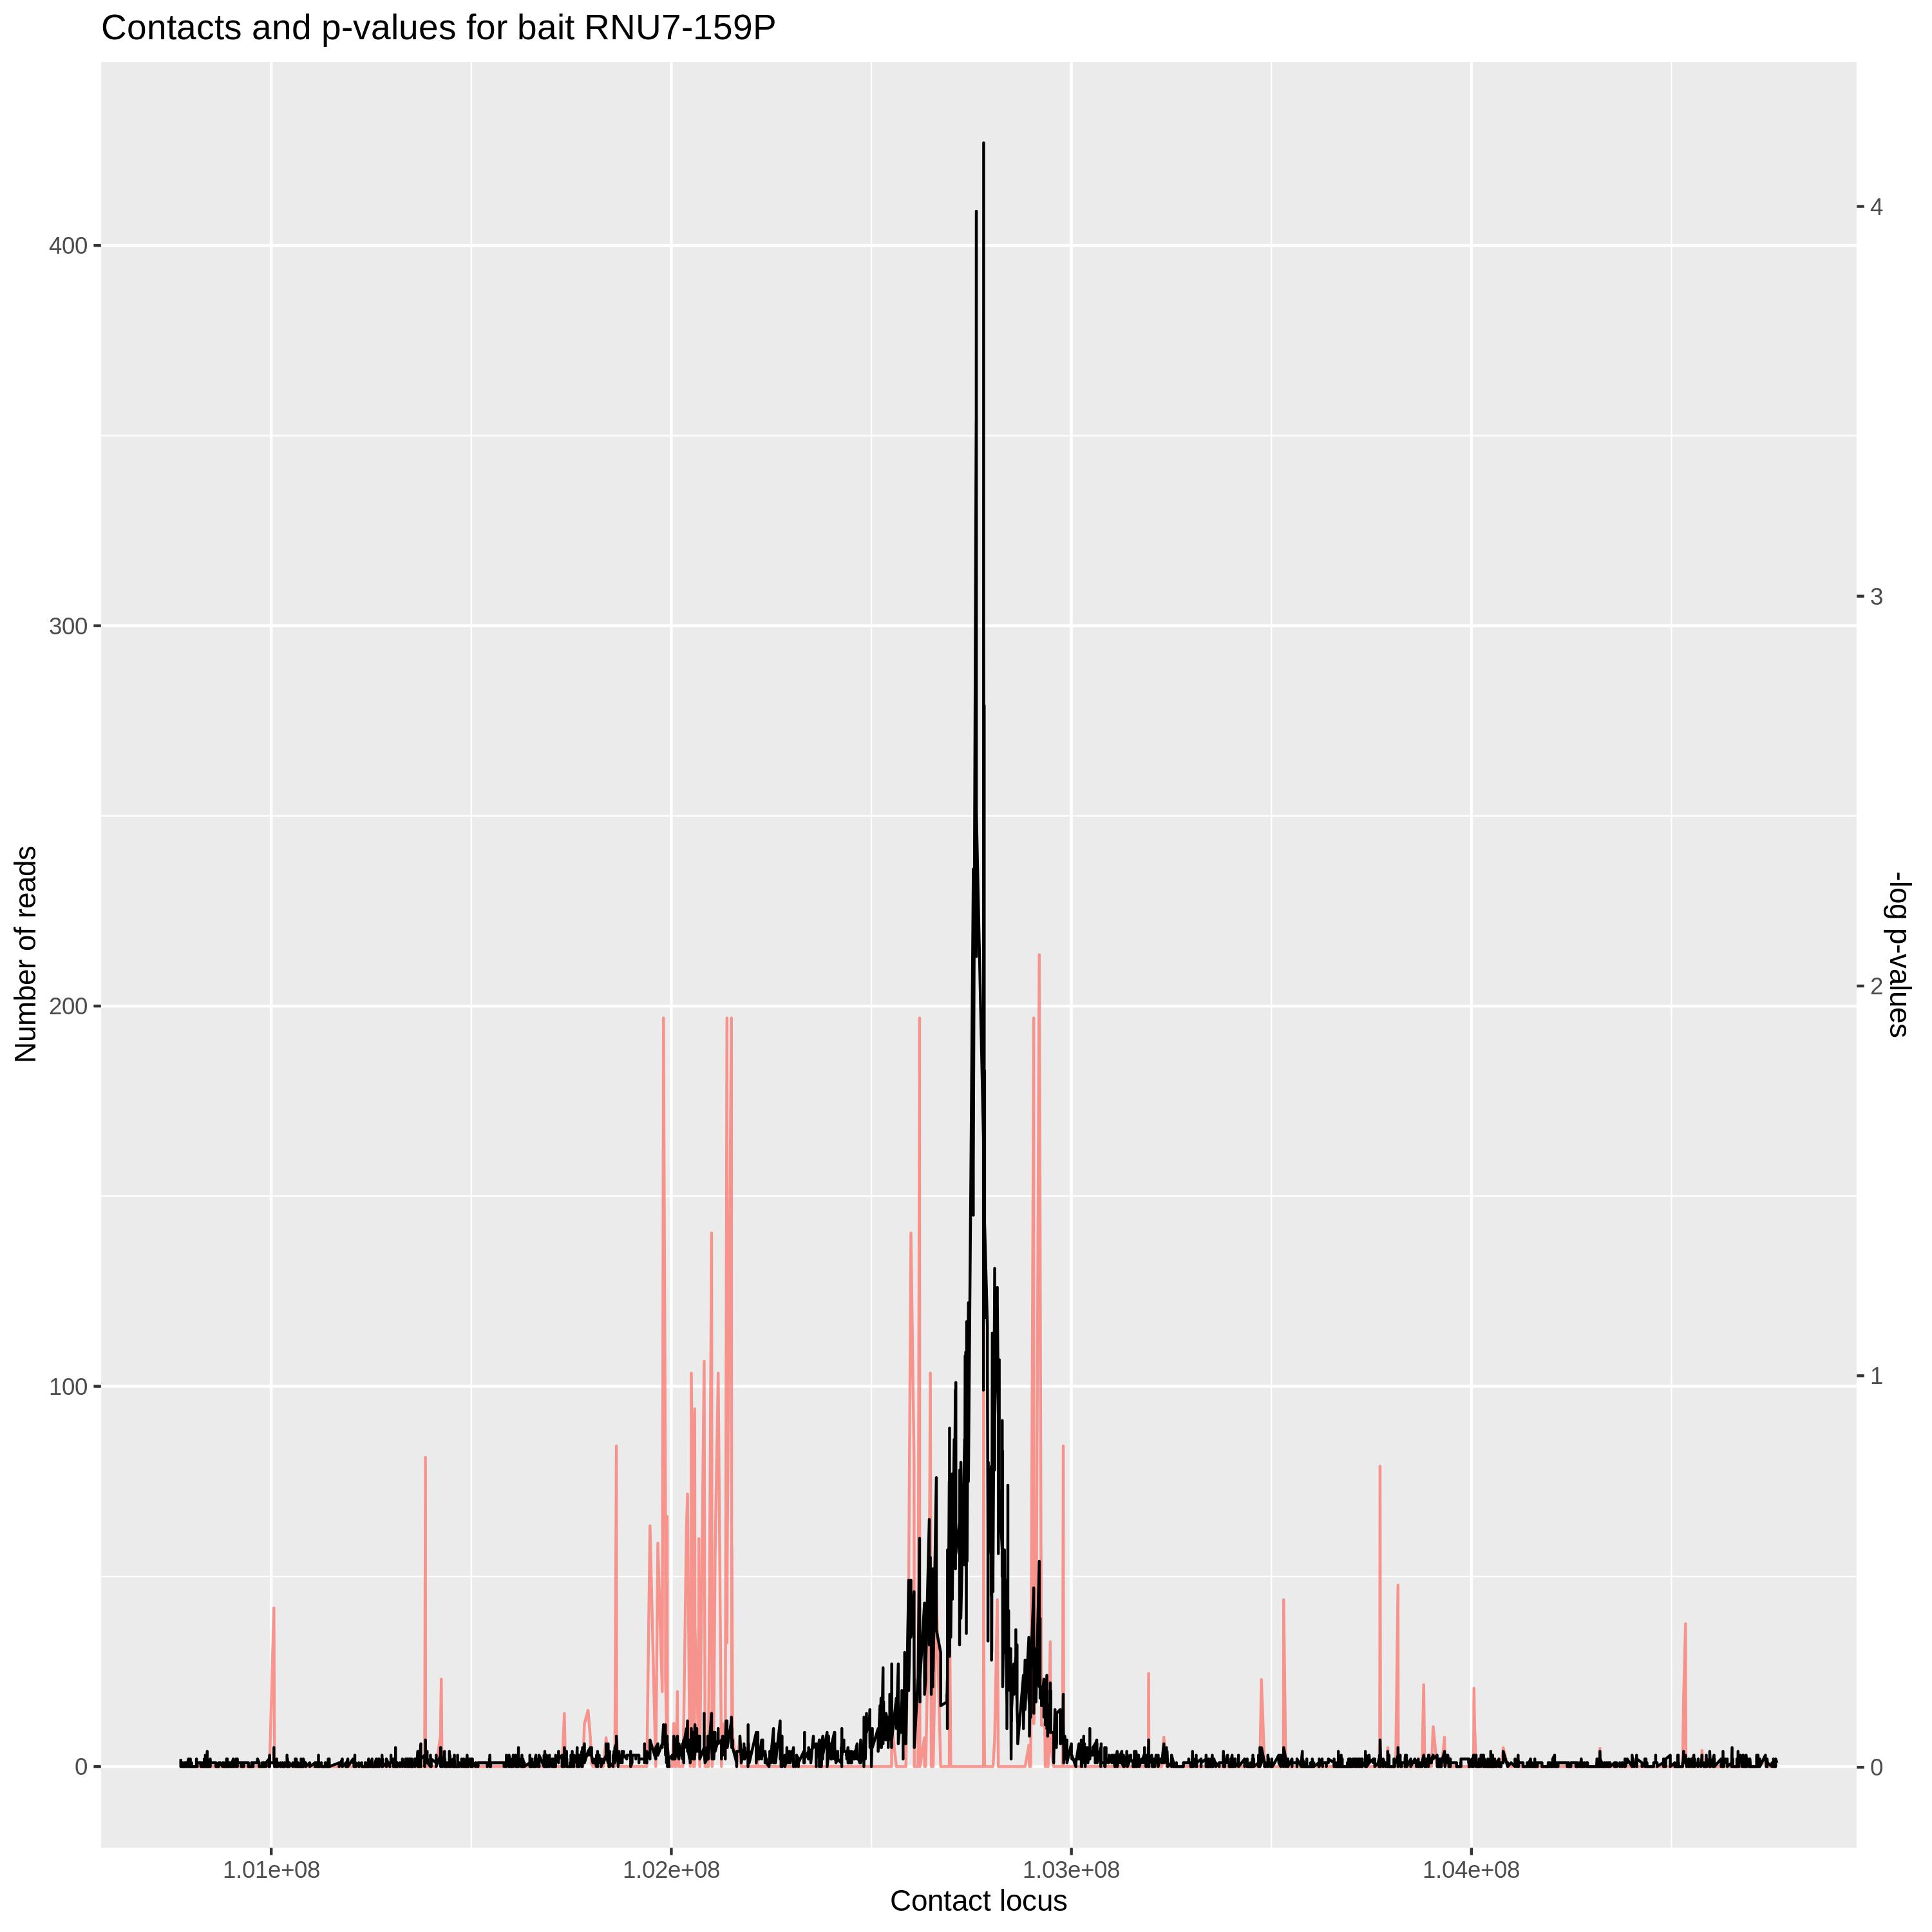 Contacts and p-values for bait RNU7-159P
400
300
200
100
0
Number of reads
4
3
2
1
0
-log p-values
1.01e+08
1.02e+08
1.03e+08
1.04e+08
Contact locus